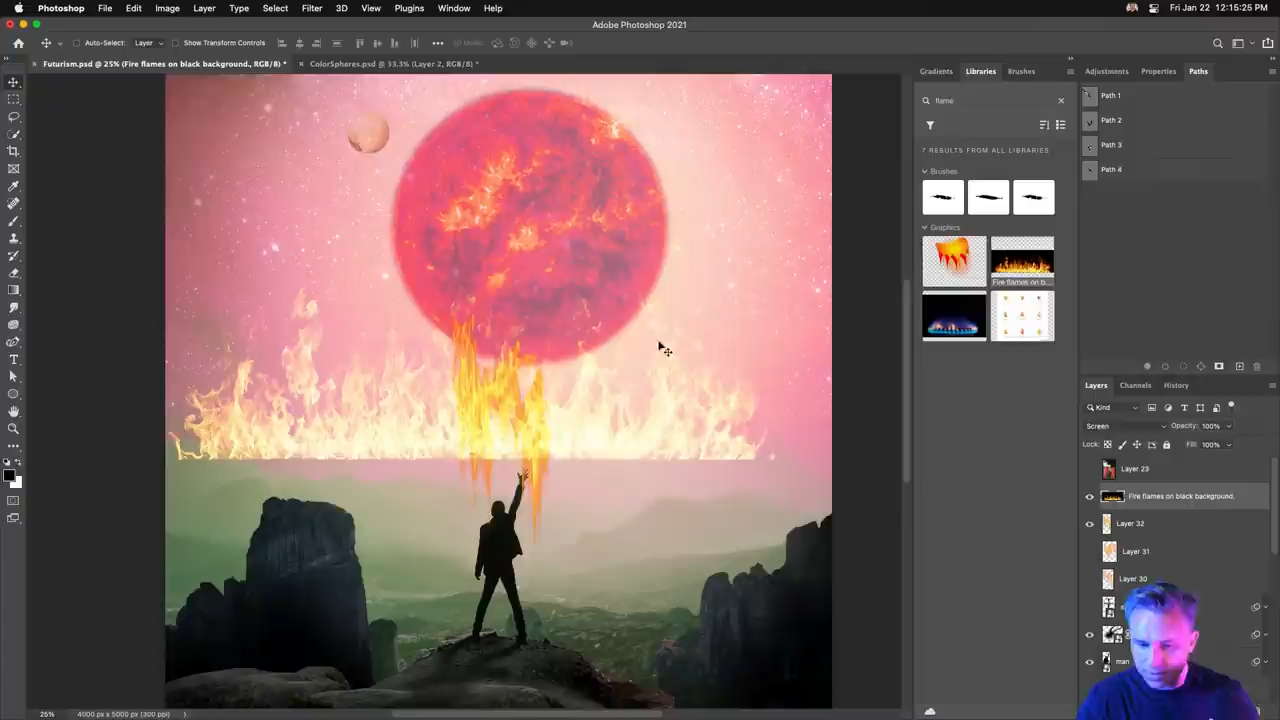 Photoshop File Edit Image Layer Type Select Filter 3D View Plugins Window Help Fri Jan 22 12:15:25 PM
Adobe Photoshop 2021
Auto-Select: Layer Show Transform Controls 3D Mode:
Futurism.psd @ 25% (Fire flames on black background., RGB/8) * ColorSpheres.psd @ 33.3% (Layer 2, RGB/8) *
Gradients Libraries Brushes
flame
7 RESULTS FROM ALL LIBRARIES
Brushes
Graphics
Fire flames on b...
Adjustments Properties Paths
Path 1
Path 2
Path 3
Path 4
Layers Channels History
Kind
Screen Opacity: 100%
Lock: Fill: 100%
Layer 23
Fire flames on black background.
Layer 32
Layer 31
Layer 30
man
25% 4000 px x 5000 px (300 ppi)